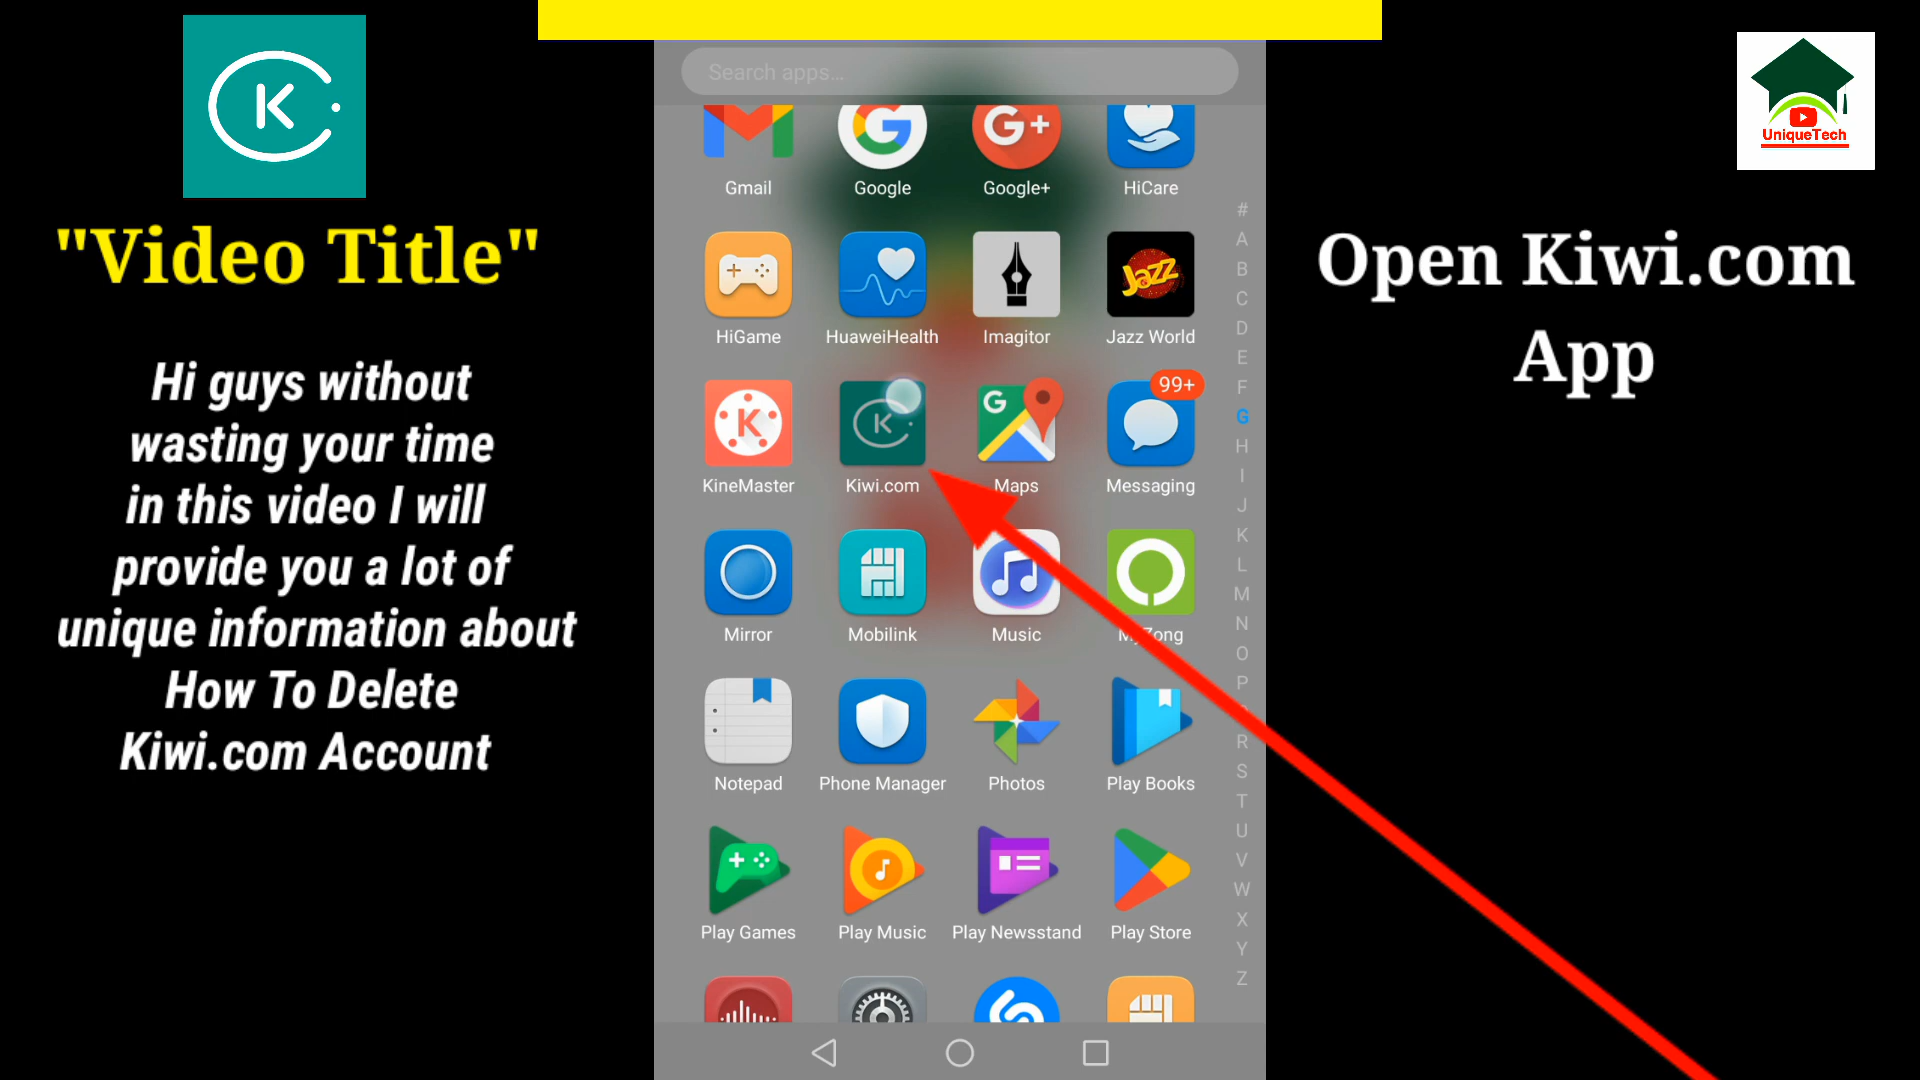 K
"Video Title"
Hi guys without
wasting your time
in this video I will
provide you a lot of
unique information about
How To Delete
Kiwi.com Account
Search apps...
G
G+
Gmail
Google
Google+
HiCare
Jazz
HiGame
HuaweiHealth
Imagitor
Jazz World
K
K
G
99+
KineMaster
Kiwi.com
Maps
Messaging
Mirror
Mobilink
Music
MyZong
Notepad
Phone Manager
Photos
Play Books
Play Games
Play Music
Play Newsstand
Play Store
#
A
B
C
D
E
F
G
H
I
J
K
L
M
N
O
P
R
S
T
U
V
W
X
Y
Z
UniqueTech
Open Kiwi.com
App